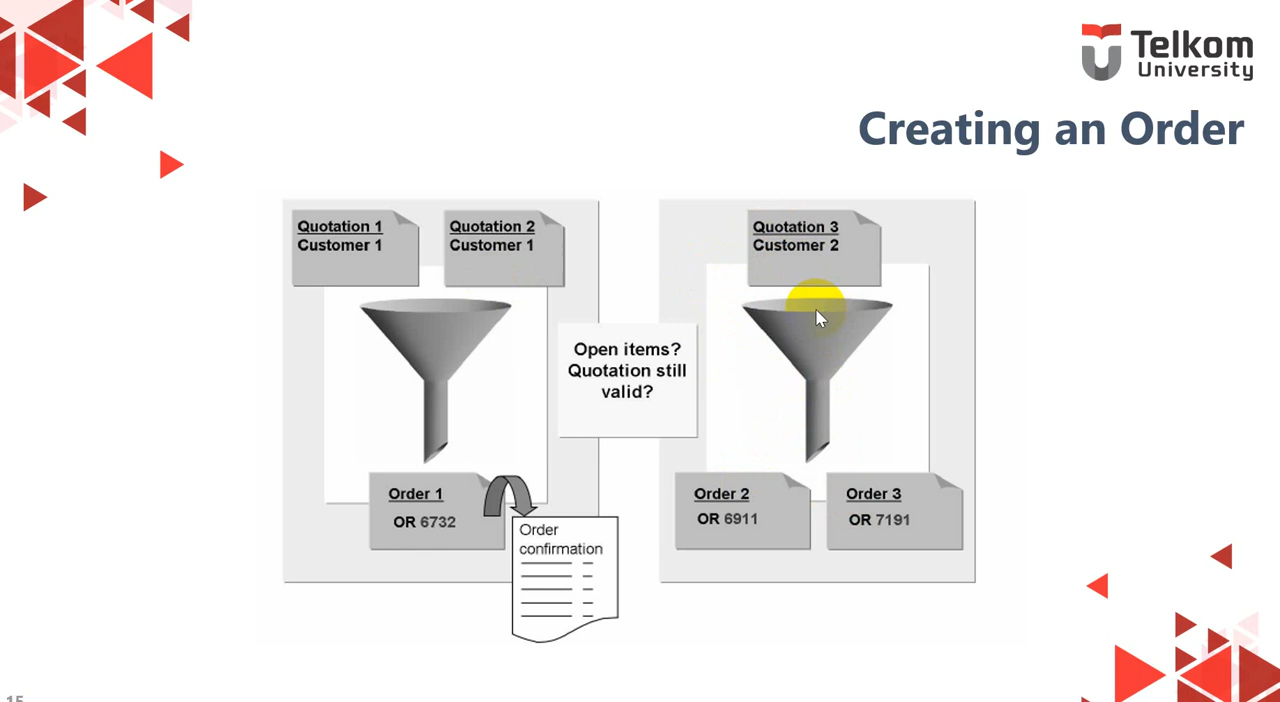 Telkom
University
Creating an Order
Quotation 1
Customer 1
Quotation 2
Customer 1
Quotation 3
Customer 2
Open items?
Quotation still
valid?
Order 1
OR 6732
Order
confirmation
Order 2
OR 6911
Order 3
OR 7191
15